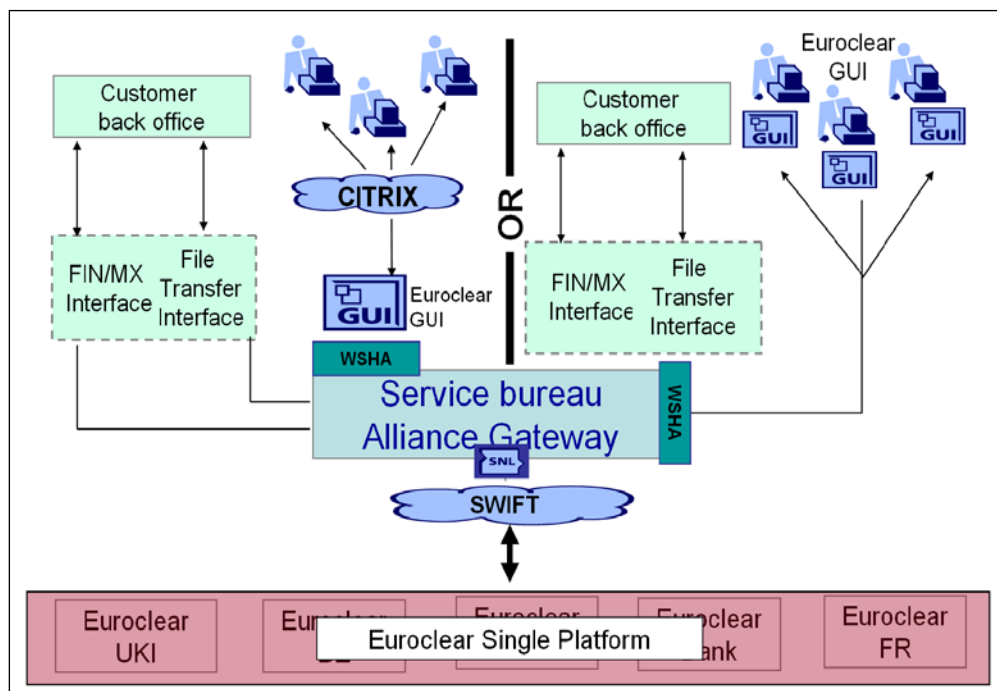 Customer
back office
CITRIX
FIN/MX
Interface
File
Transfer
Interface
GUI
Euroclear
GUI
WSHA
OR
Customer
back office
Euroclear
GUI
GUI
GUI
GUI
FIN/MX
Interface
File
Transfer
Interface
WSHA
Service bureau
Alliance Gateway
SNL
SWIFT
Euroclear
UKI
Euroclear
Euroclear
FR
Euroclear Single Platform